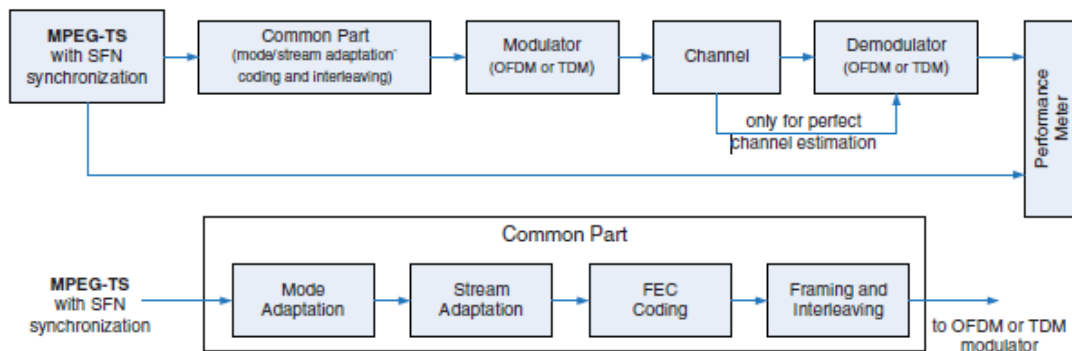 MPEG-TS
with SFN
synchronization
Common Part
(mode/stream adaptation
coding and interleaving)
Modulator
(OFDM or TDM)
Channel
Demodulator
(OFDM or TDM)
only for perfect
channel estimation
Performance
Meter
Common Part
MPEG-TS
with SFN
synchronization
Mode
Adaptation
Stream
Adaptation
FEC
Coding
Framing and
Interleaving
to OFDM or TDM
modulator